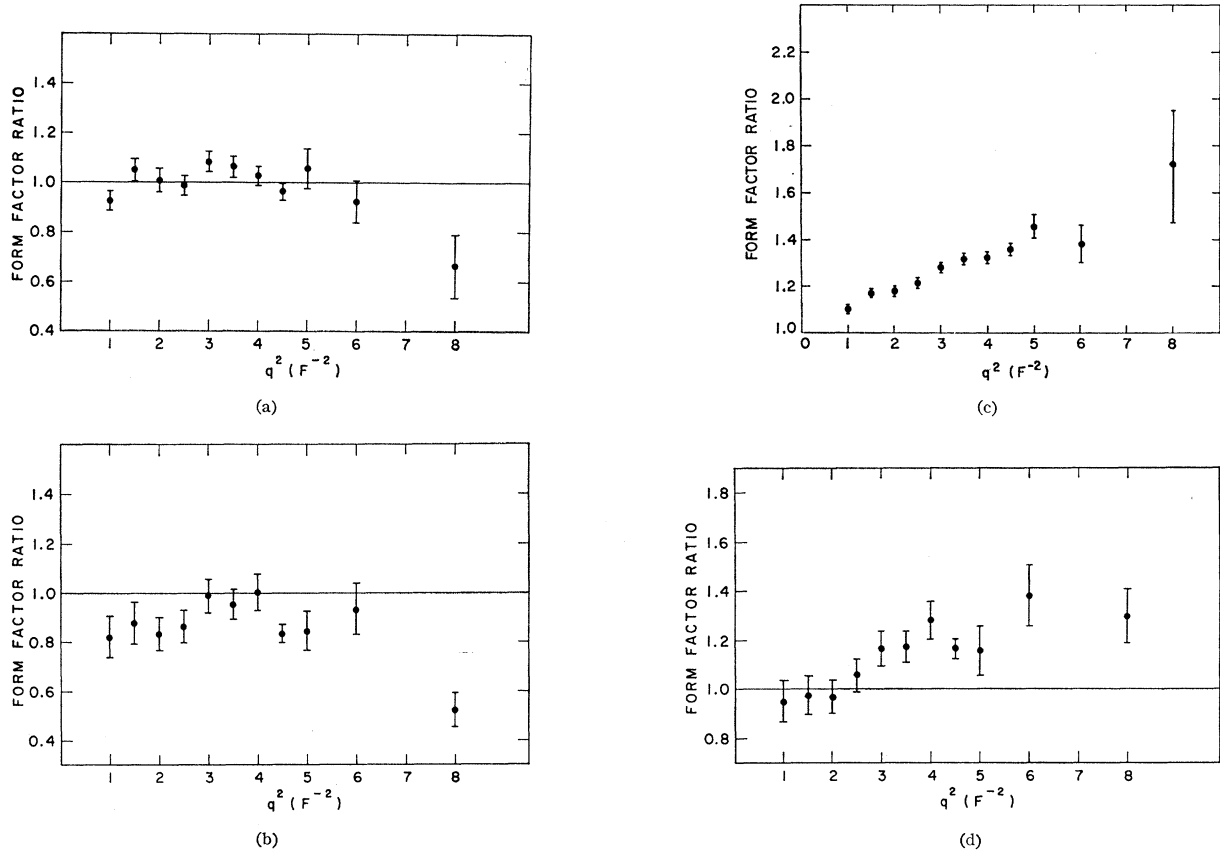 FORM FACTOR RATIO
1.4
1.2
1.0
0.8
0.6
0.4
1 2 3 4 5 6 7 8
q² (F⁻²)
(a)
FORM FACTOR RATIO
1.4
1.2
1.0
0.8
0.6
0.4
1 2 3 4 5 6 7 8
q² (F⁻²)
(b)
FORM FACTOR RATIO
2.2
2.0
1.8
1.6
1.4
1.2
1.0
0 1 2 3 4 5 6 7 8
q² (F⁻²)
(c)
FORM FACTOR RATIO
1.8
1.6
1.4
1.2
1.0
0.8
1 2 3 4 5 6 7 8
q² (F⁻²)
(d)